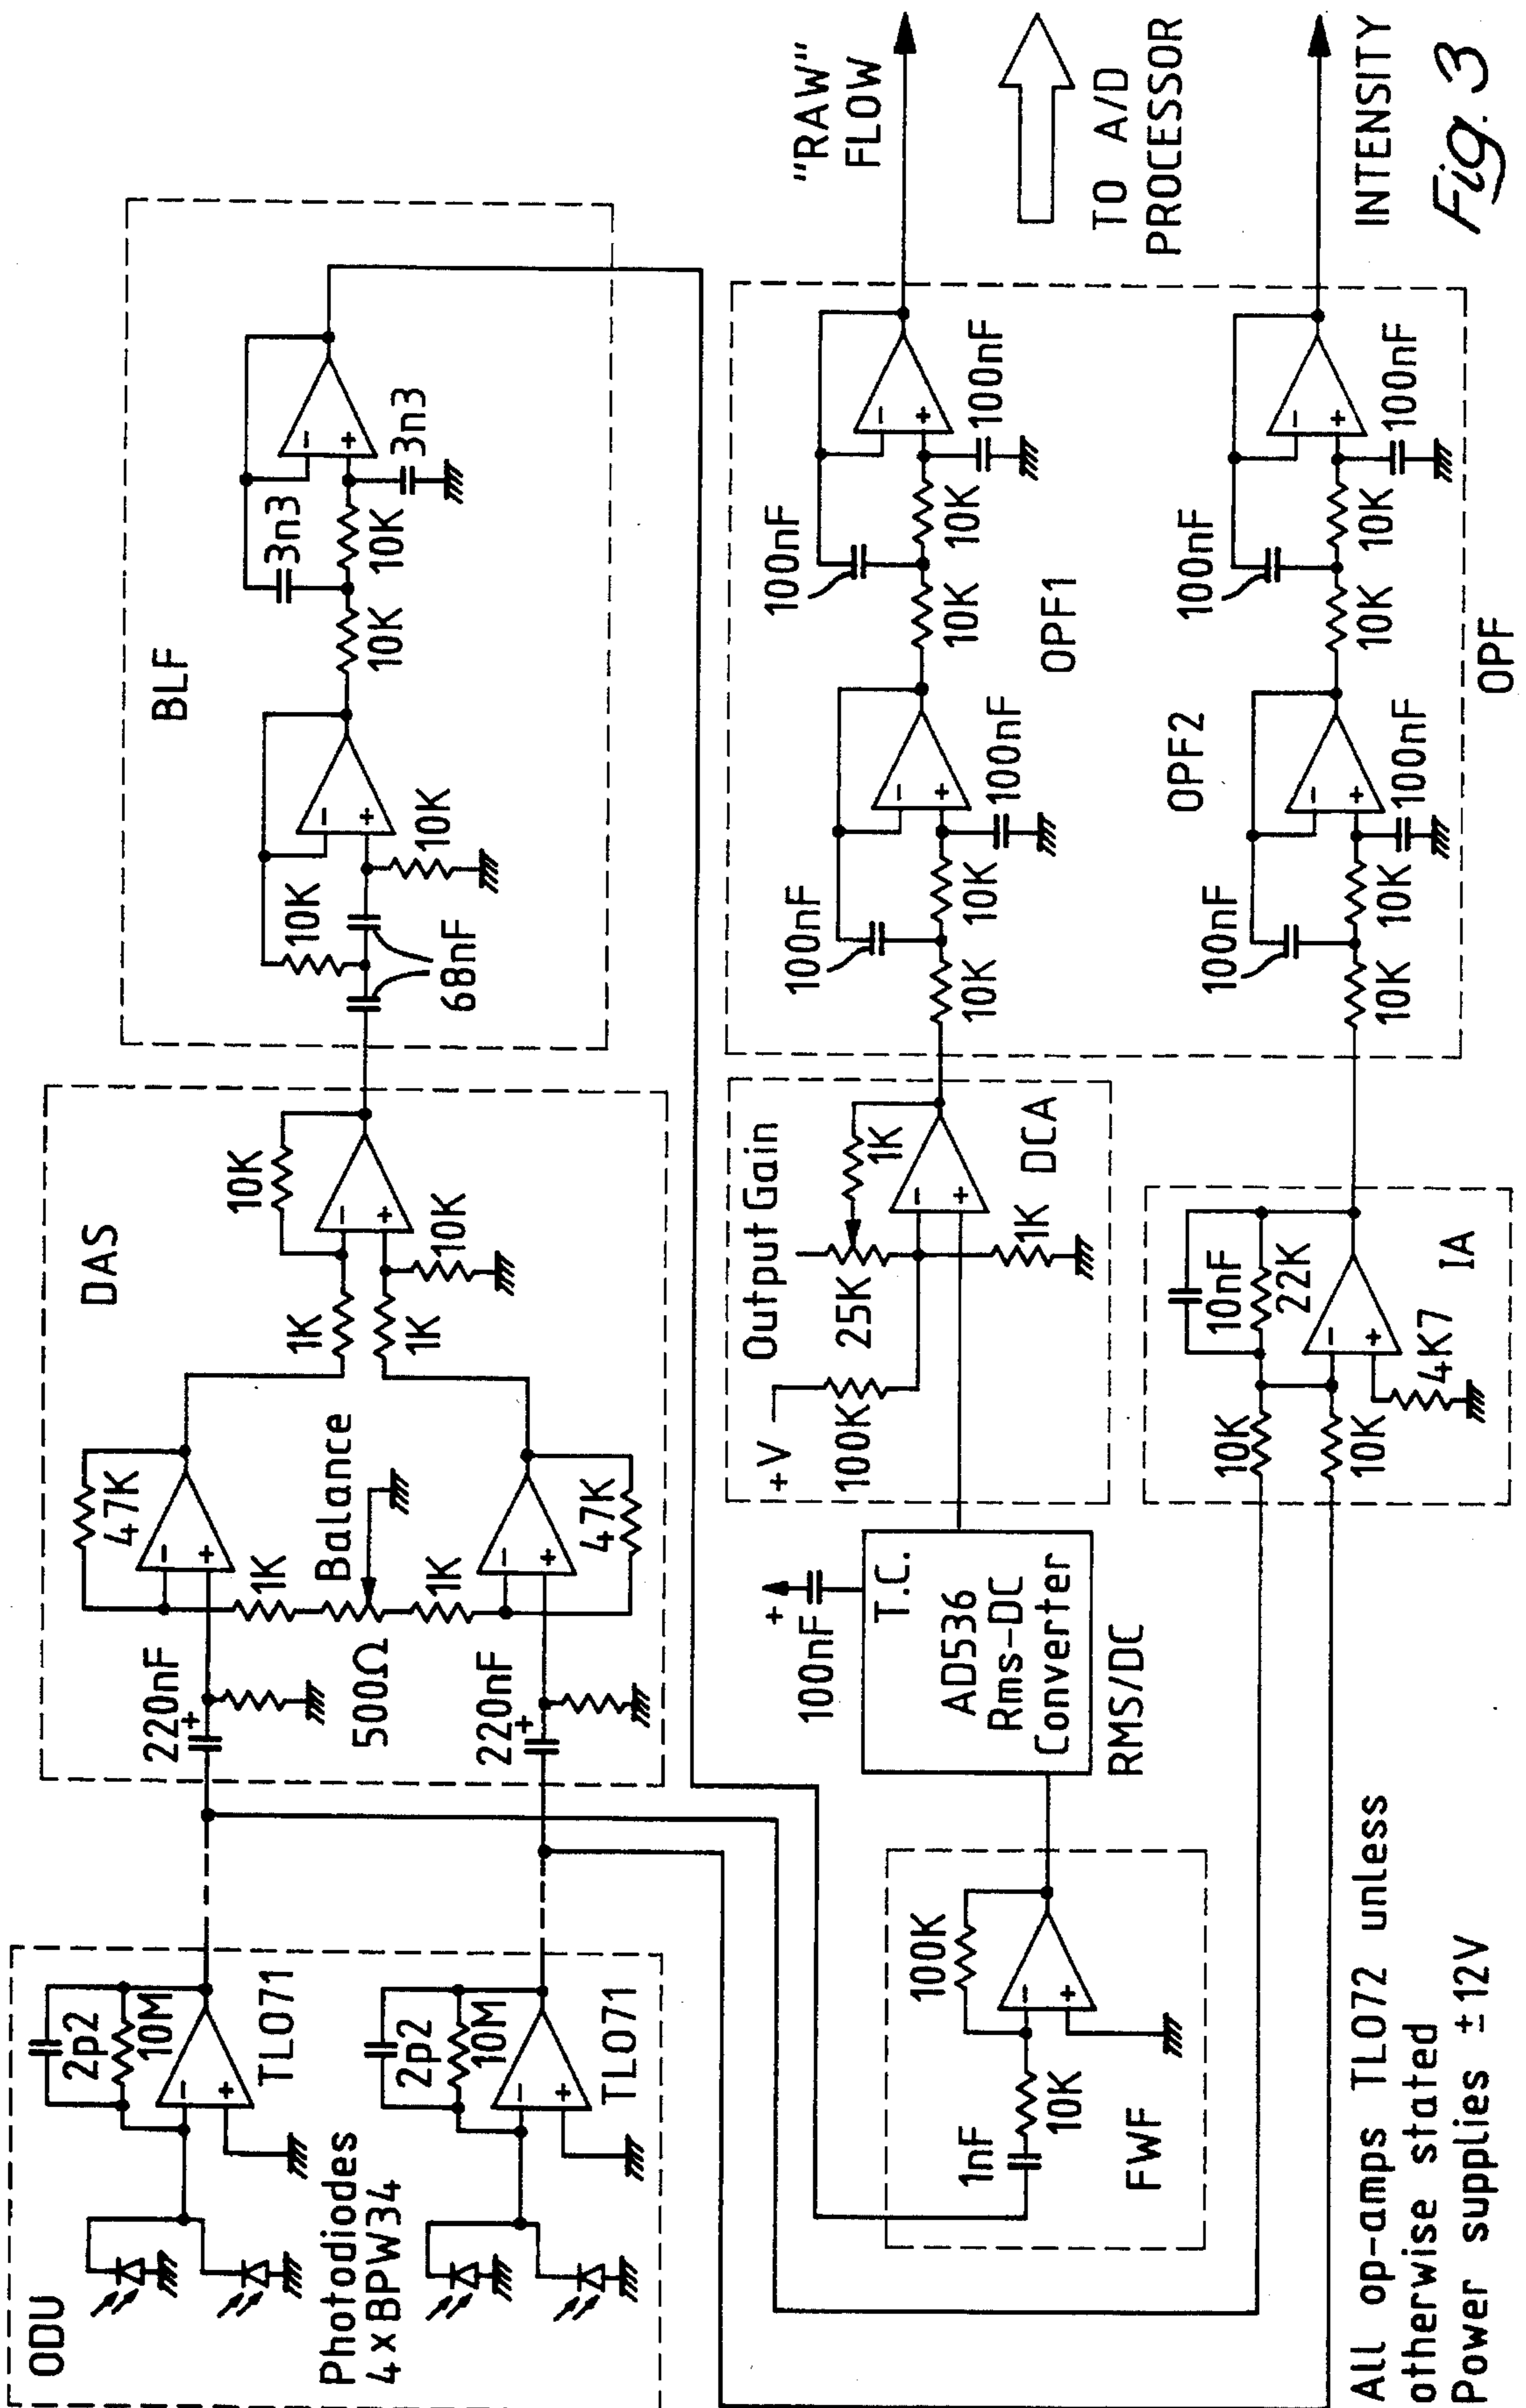 ODU
2p2
10M
-
+
TL071
Photodiodes
4×BPW34
2p2
10M
-
+
TL071
DAS
220nF
+
47K
-
+
1K
500Ω
Balance
1K
220nF
+
-
+
47K
1K
1K
10K
-
+
10K
BLF
68nF
10K
-
+
10K
10K
3n3
10K
-
+
3n3
FWF
1nF
10K
100K
-
+
100nF
+
T.C.
AD536
Rms-DC
Converter
RMS/DC
Output Gain
+V
100K
25K
1K
-
+
1K
DCA
10K
10K
10nF
22K
-
+
4K7
IA
100nF
10K
10K
-
+
100nF
100nF
10K
10K
-
+
100nF
OPF1
OPF2
100nF
10K
10K
-
+
100nF
100nF
10K
10K
-
+
100nF
OPF
"RAW"
FLOW
TO A/D
PROCESSOR
INTENSITY
All op-amps TL072 unless
otherwise stated
Power supplies ±12V
Fig. 3